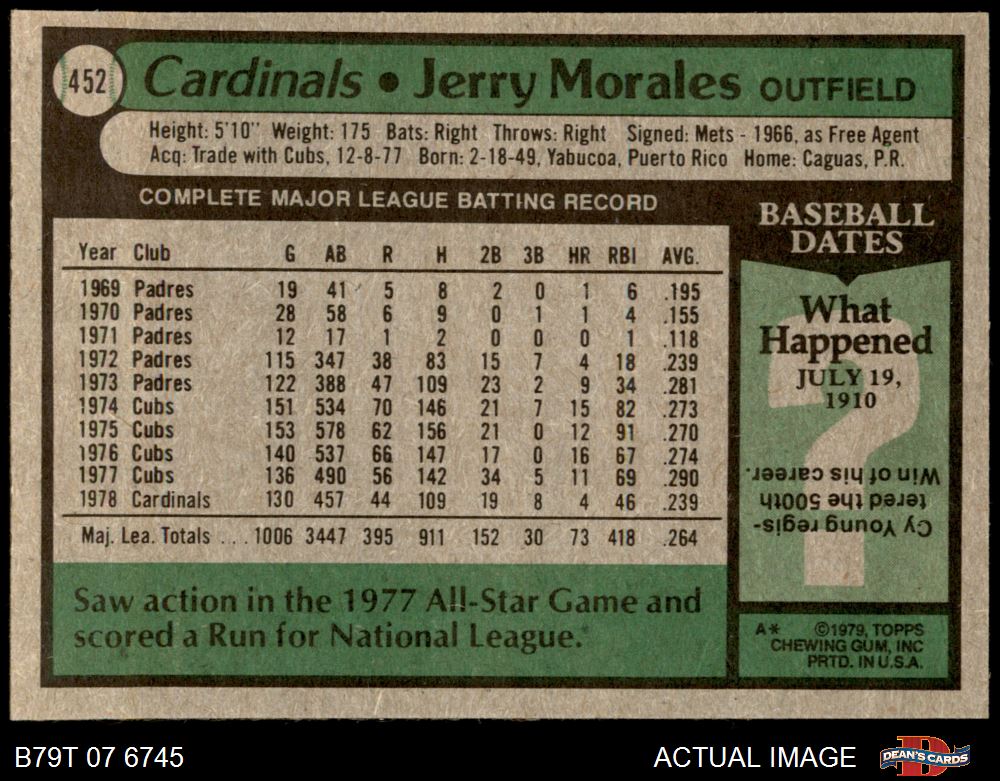 452
Cardinals • Jerry Morales OUTFIELD
Height: 5'10" Weight: 175 Bats: Right Throws: Right Signed: Mets - 1966, as Free Agent
Acq: Trade with Cubs, 12-8-77 Born: 2-18-49, Yabucoa, Puerto Rico Home: Caguas, P.R.
COMPLETE MAJOR LEAGUE BATTING RECORD
Year Club G AB R H 2B 3B HR RBI AVG.
1969 Padres 19 41 5 8 2 0 1 6 .195
1970 Padres 28 58 6 9 0 1 1 4 .155
1971 Padres 12 17 1 2 0 0 0 1 .118
1972 Padres 115 347 38 83 15 7 4 18 .239
1973 Padres 122 388 47 109 23 2 9 34 .281
1974 Cubs 151 534 70 146 21 7 15 82 .273
1975 Cubs 153 578 62 156 21 0 12 91 .270
1976 Cubs 140 537 66 147 17 0 16 67 .274
1977 Cubs 136 490 56 142 34 5 11 69 .290
1978 Cardinals 130 457 44 109 19 8 4 46 .239
Maj. Lea. Totals ... 1006 3447 395 911 152 30 73 418 .264
Saw action in the 1977 All-Star Game and
scored a Run for National League.
BASEBALL
DATES
What
Happened
JULY 19,
1910
?
Cy Young regis-
tered the 500th
Win of his career.
A* ©1979, TOPPS
CHEWING GUM, INC
PRTD. IN U.S.A.
B79T 07 6745
ACTUAL IMAGE
DEAN'S CARDS